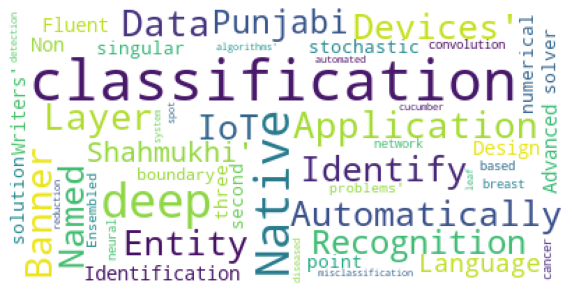 detection
Fluent
Non
Data
Punjabi
Devices'
algorithms'
singular
stochastic
convolution
automated
numerical
solver
classification
Writers'
Layer
IoT
cucumber
Application
Advanced
system
spot
network
Design
Shahmukhi'
Native
Identify
boundary
three
second
problems'
leaf
based
breast
solution
Banner
reduction
Named
Ensembled
deep
neural
Automatically
Entity
Recognition
cancer
Identification
diseased
point
Language
misclassification